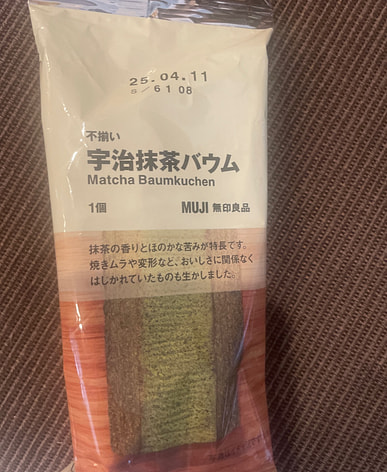 25.04.11
不揃い
宇治抹茶バウム
Matcha Baumkuchen
1個 MUJI 無印良品
抹茶の香りとほのかな苦みが特長です。
焼きムラや変形など、おいしさに関係なく
はじかれていたものも生かしました。